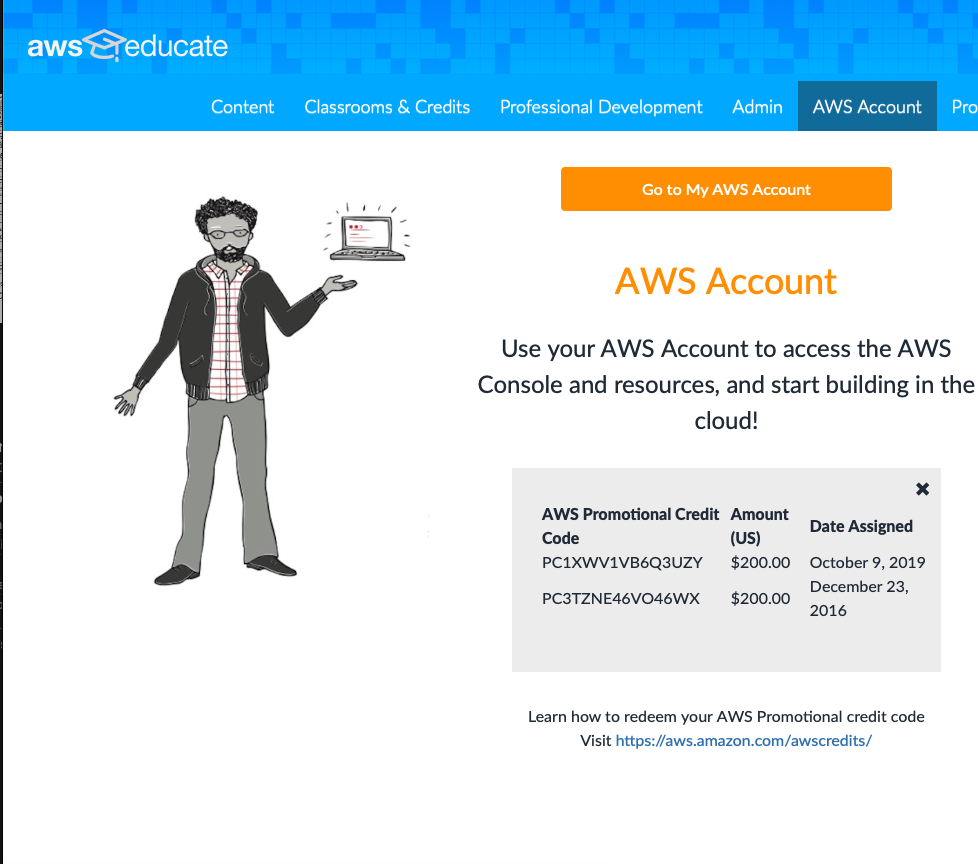 aws educate
Content Classrooms & Credits Professional Development Admin AWS Account Pro
Go to My AWS Account
AWS Account
Use your AWS Account to access the AWS
Console and resources, and start building in the
cloud!
AWS Promotional Credit Code Amount (US) Date Assigned
PC1XWV1VB6Q3UZY $200.00 October 9, 2019
PC3TZNE46VO46WX $200.00 December 23, 2016
Learn how to redeem your AWS Promotional credit code
Visit https://aws.amazon.com/awscredits/